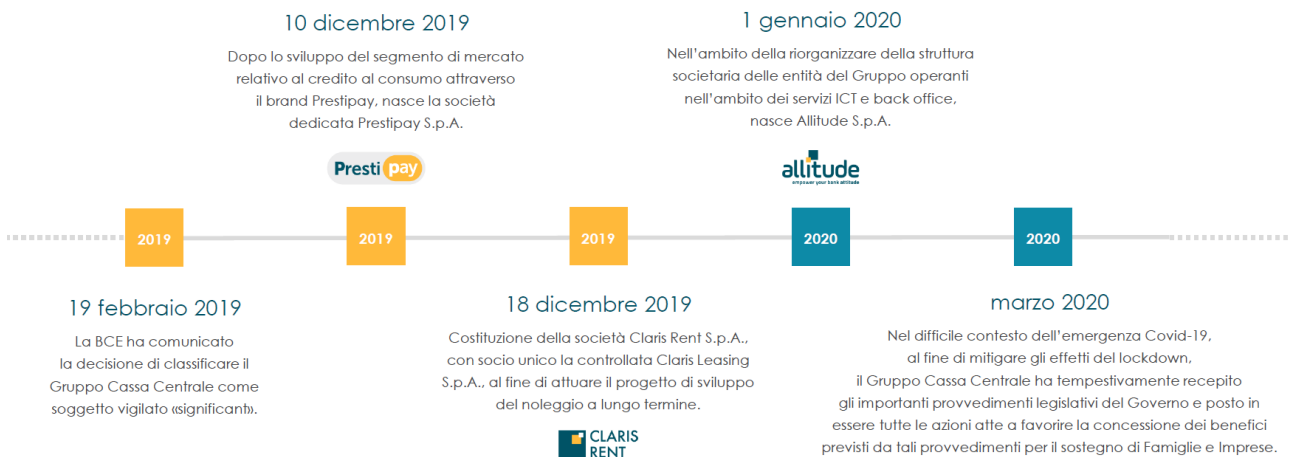 10 dicembre 2019
Dopo lo sviluppo del segmento di mercato
relativo al credito al consumo attraverso
il brand Prestipay, nasce la società
dedicata Prestipay S.p.A.
Presti pay
1 gennaio 2020
Nell'ambito della riorganizzare della struttura
societaria delle entità del Gruppo operanti
nell'ambito dei servizi ICT e back office,
nasce Allitude S.p.A.
allitude
empower your bank attitude
2019
2019
2019
2020
2020
19 febbraio 2019
La BCE ha comunicato
la decisione di classificare il
Gruppo Cassa Centrale come
soggetto vigilato «significant».
18 dicembre 2019
Costituzione della società Claris Rent S.p.A.,
con socio unico la controllata Claris Leasing
S.p.A., al fine di attuare il progetto di sviluppo
del noleggio a lungo termine.
CLARIS
RENT
marzo 2020
Nel difficile contesto dell'emergenza Covid-19,
al fine di mitigare gli effetti del lockdown,
il Gruppo Cassa Centrale ha tempestivamente recepito
gli importanti provvedimenti legislativi del Governo e posto in
essere tutte le azioni atte a favorire la concessione dei benefici
previsti da tali provvedimenti per il sostegno di Famiglie e Imprese.